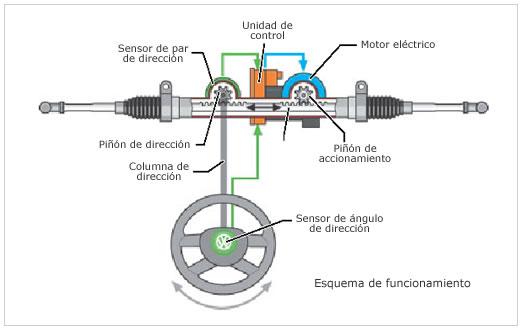 Unidad de
control
Sensor de par
de dirección
Motor eléctrico
Piñón de dirección
Piñón de
accionamiento
Columna de
dirección
Sensor de ángulo
de dirección
Esquema de funcionamiento